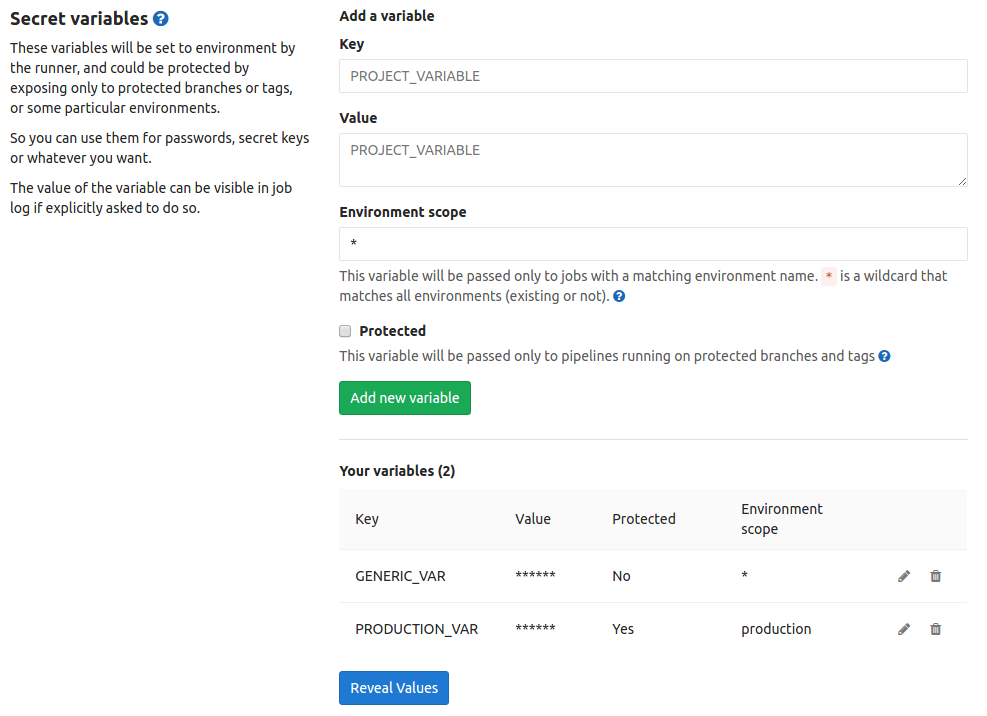 Secret variables
These variables will be set to environment by
the runner, and could be protected by
exposing only to protected branches or tags,
or some particular environments.
So you can use them for passwords, secret keys
or whatever you want.
The value of the variable can be visible in job
log if explicitly asked to do so.
Add a variable
Key
PROJECT_VARIABLE
Value
PROJECT_VARIABLE
Environment scope
*
This variable will be passed only to jobs with a matching environment name. * is a wildcard that
matches all environments (existing or not).
Protected
This variable will be passed only to pipelines running on protected branches and tags
Add new variable
Your variables (2)
Key Value Protected Environment scope
GENERIC_VAR ****** No *
PRODUCTION_VAR ****** Yes production
Reveal Values